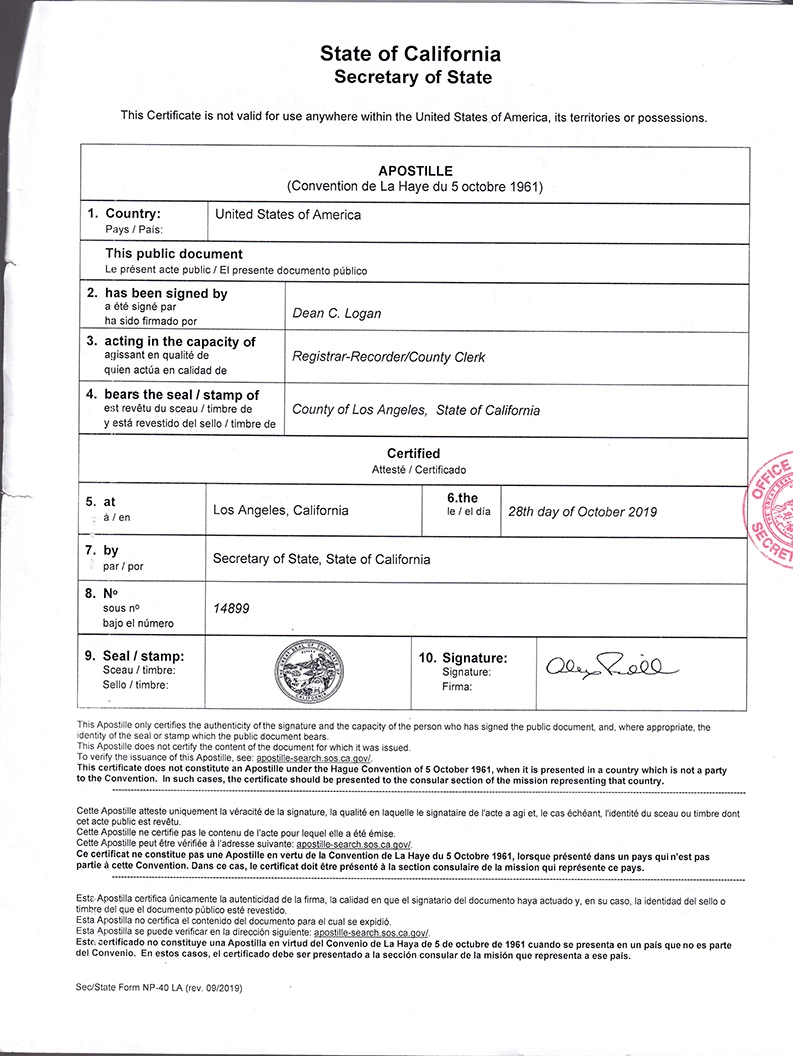 State of California
Secretary of State
This Certificate is not valid for use anywhere within the United States of America, its territories or possessions.
APOSTILLE
(Convention de La Haye du 5 octobre 1961)
1. Country:
Pays / País:
United States of America
This public document
Le présent acte public / El presente documento público
2. has been signed by
a été signé par
ha sido firmado por
Dean C. Logan
3. acting in the capacity of
agissant en qualité de
quien actúa en calidad de
Registrar-Recorder/County Clerk
4. bears the seal / stamp of
est revêtu du sceau / timbre de
y está revestido del sello / timbre de
County of Los Angeles, State of California
Certified
Attesté / Certificado
5. at
à / en
Los Angeles, California
6.the
le / el día
28th day of October 2019
7. by
par / por
Secretary of State, State of California
8. Nº
sous nº
bajo el número
14899
9. Seal / stamp:
Sceau / timbre:
Sello / timbre:
10. Signature:
Signature:
Firma:
This Apostille only certifies the authenticity of the signature and the capacity of the person who has signed the public document, and, where appropriate, the
identity of the seal or stamp which the public document bears.
This Apostille does not certify the content of the document for which it was issued.
To verify the issuance of this Apostille, see: apostille-search.sos.ca.gov/.
This certificate does not constitute an Apostille under the Hague Convention of 5 October 1961, when it is presented in a country which is not a party
to the Convention. In such cases, the certificate should be presented to the consular section of the mission representing that country.
Cette Apostille atteste uniquement la véracité de la signature, la qualité en laquelle le signataire de l'acte a agi et, le cas échéant, l'identité du sceau ou timbre dont
cet acte public est revêtu.
Cette Apostille ne certifie pas le contenu de l'acte pour lequel elle a été émise.
Cette Apostille peut être vérifiée à l'adresse suivante: apostille-search.sos.ca.gov/.
Ce certificat ne constitue pas une Apostille en vertu de la Convention de La Haye du 5 Octobre 1961, lorsque présenté dans un pays qui n'est pas
partie à cette Convention. Dans ce cas, le certificat doit être présenté à la section consulaire de la mission qui représente ce pays.
Esta Apostilla certifica únicamente la autenticidad de la firma, la calidad en que el signatario del documento haya actuado y, en su caso, la identidad del sello o
timbre del que el documento público esté revestido.
Esta Apostilla no certifica el contenido del documento para el cual se expidió.
Esta Apostilla se puede verificar en la dirección siguiente: apostille-search.sos.ca.gov/.
Este certificado no constituye una Apostilla en virtud del Convenio de La Haya de 5 de octubre de 1961 cuando se presenta en un país que no es parte
del Convenio. En estos casos, el certificado debe ser presentado a la sección consular de la misión que representa a ese país.
Sec/State Form NP-40 LA (rev. 09/2019)
OFFICE
SECRET